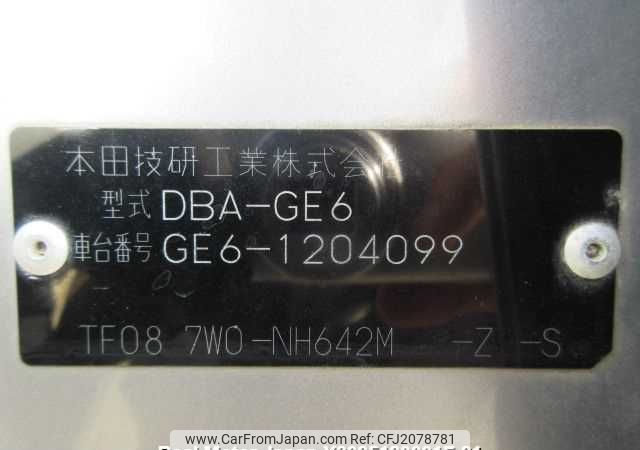 本田技研工業株式会社
型式 DBA-GE6
車台番号 GE6-1204099
-
TF08 7W0-NH642M -Z -S
www.CarFromJapan.com Ref: CFJ2078781